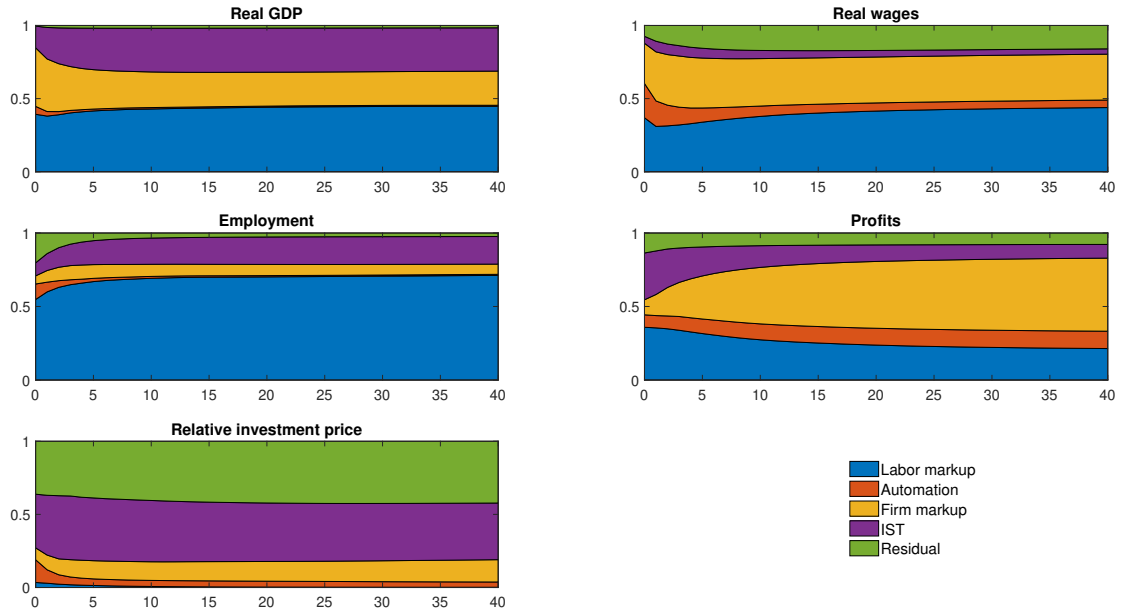 Real GDP
1
0.5
0
0 5 10 15 20 25 30 35 40
Real wages
1
0.5
0
0 5 10 15 20 25 30 35 40
Employment
1
0.5
0
0 5 10 15 20 25 30 35 40
Profits
1
0.5
0
0 5 10 15 20 25 30 35 40
Relative investment price
1
0.5
0
0 5 10 15 20 25 30 35 40
Labor markup
Automation
Firm markup
IST
Residual